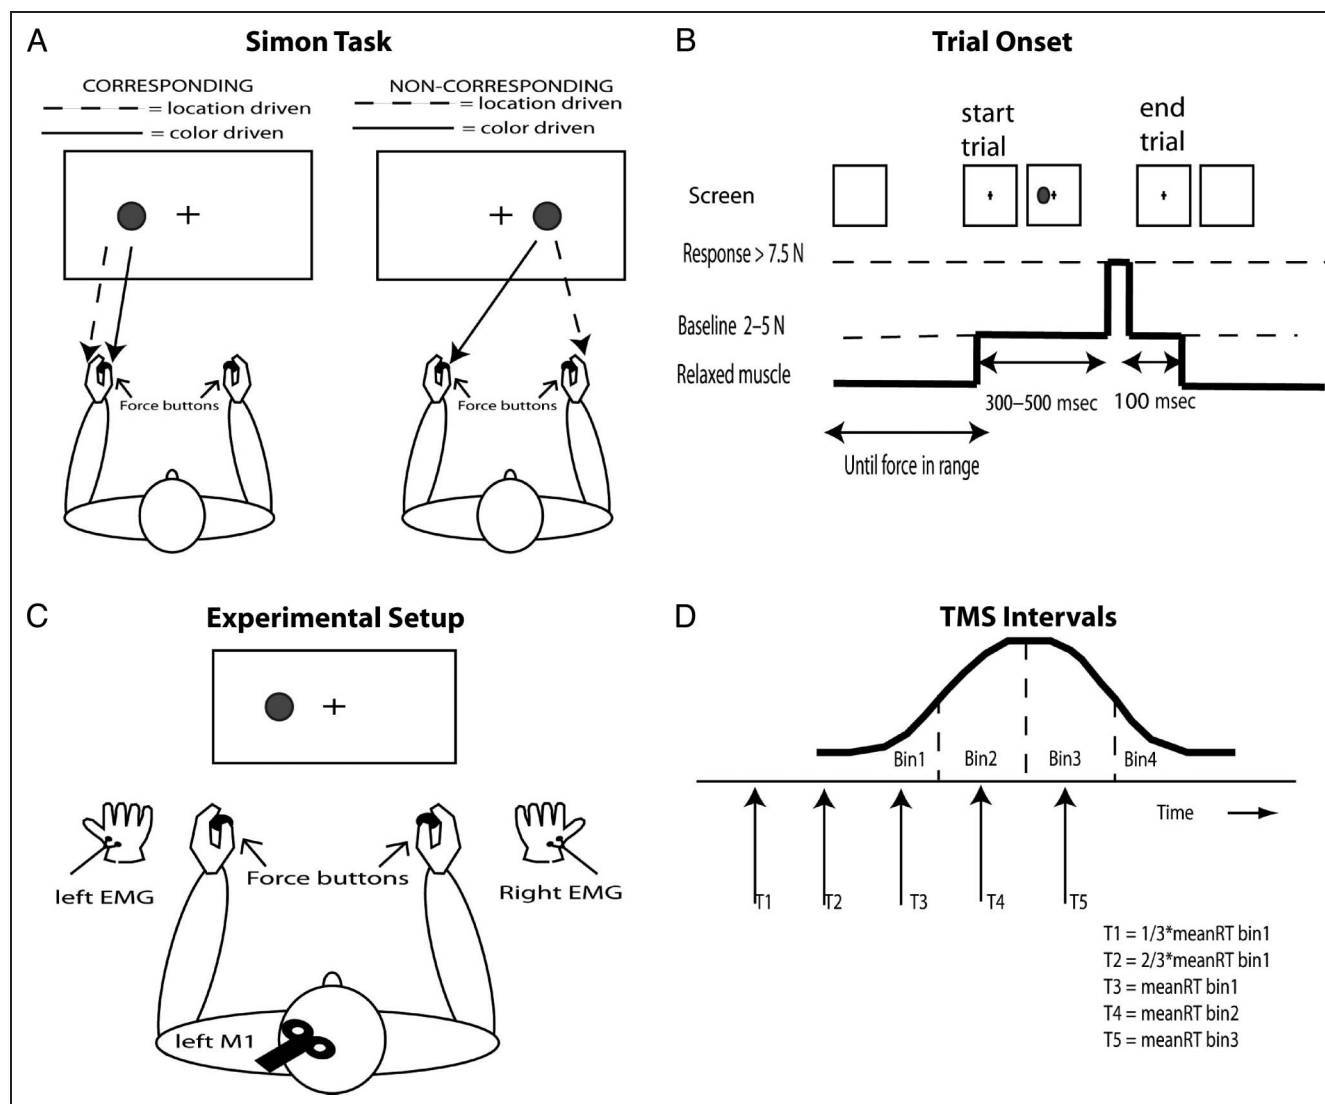 A
Simon Task
CORRESPONDING
= location driven
= color driven
NON-CORRESPONDING
= location driven
= color driven
Force buttons
Force buttons
B
Trial Onset
start
trial
end
trial
Screen
Response > 7.5 N
Baseline 2–5 N
Relaxed muscle
300–500 msec
100 msec
Until force in range
C
Experimental Setup
left EMG
Force buttons
Right EMG
left M1
D
TMS Intervals
Bin1
Bin2
Bin3
Bin4
Time
T1
T2
T3
T4
T5
T1 = 1/3*meanRT bin1
T2 = 2/3*meanRT bin1
T3 = meanRT bin1
T4 = meanRT bin2
T5 = meanRT bin3